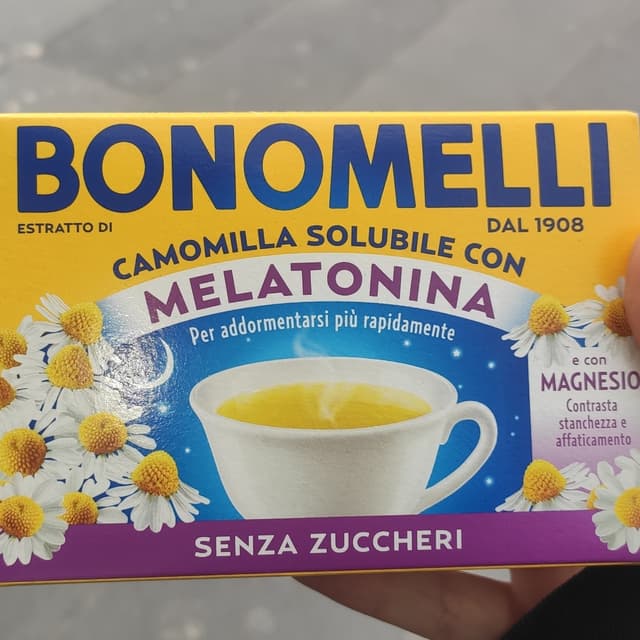 BONOMELLI
ESTRATTO DI
DAL 1908
CAMOMILLA SOLUBILE CON
MELATONINA
Per addormentarsi più rapidamente
e con
MAGNESIO
Contrasta
stanchezza e
affaticamento
SENZA ZUCCHERI